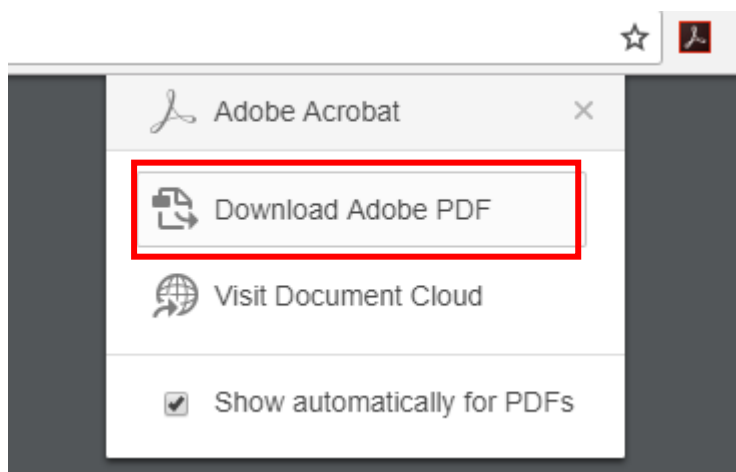 Adobe Acrobat
Download Adobe PDF
Visit Document Cloud
Show automatically for PDFs